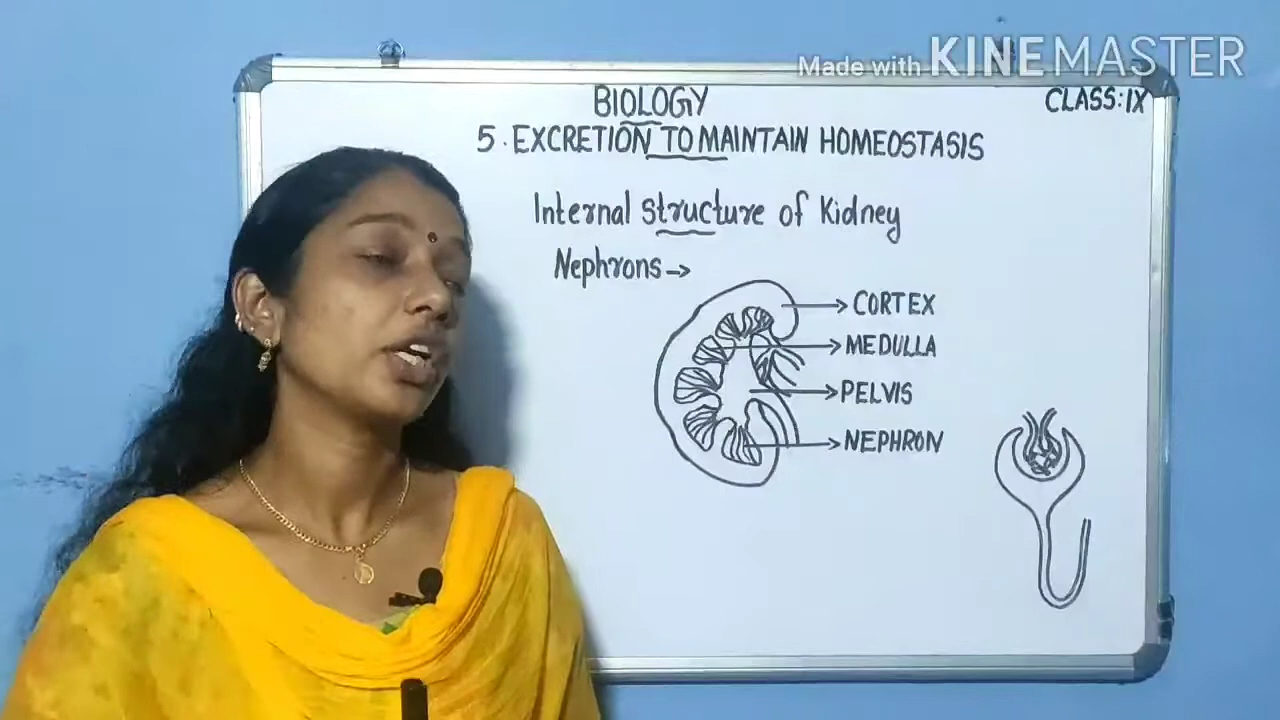 Made with KINEMASTER
BIOLOGY
CLASS: IX
5. EXCRETION TO MAINTAIN HOMEOSTASIS
Internal structure of Kidney
Nephrons →
CORTEX
MEDULLA
PELVIS
NEPHRON